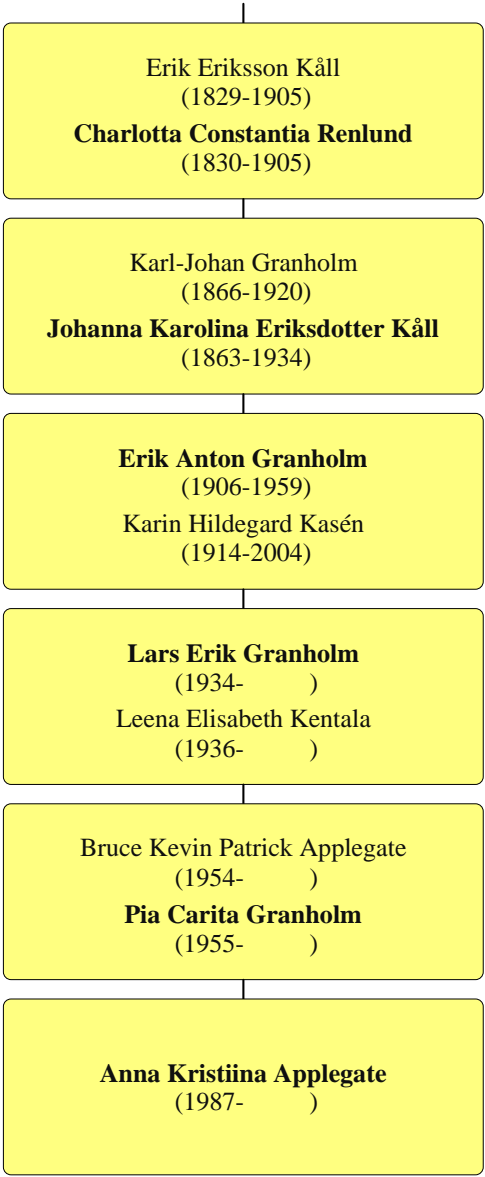 Erik Eriksson Kåll
(1829-1905)
Charlotta Constantia Renlund
(1830-1905)
Karl-Johan Granholm
(1866-1920)
Johanna Karolina Eriksdotter Kåll
(1863-1934)
Erik Anton Granholm
(1906-1959)
Karin Hildegard Kasén
(1914-2004)
Lars Erik Granholm
(1934- )
Leena Elisabeth Kentala
(1936- )
Bruce Kevin Patrick Applegate
(1954- )
Pia Carita Granholm
(1955- )
Anna Kristiina Applegate
(1987- )